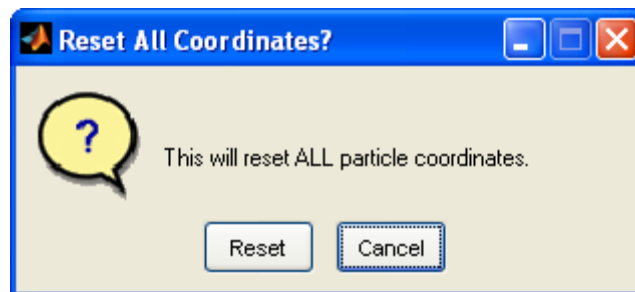 Reset All Coordinates?
?
This will reset ALL particle coordinates.
Reset Cancel